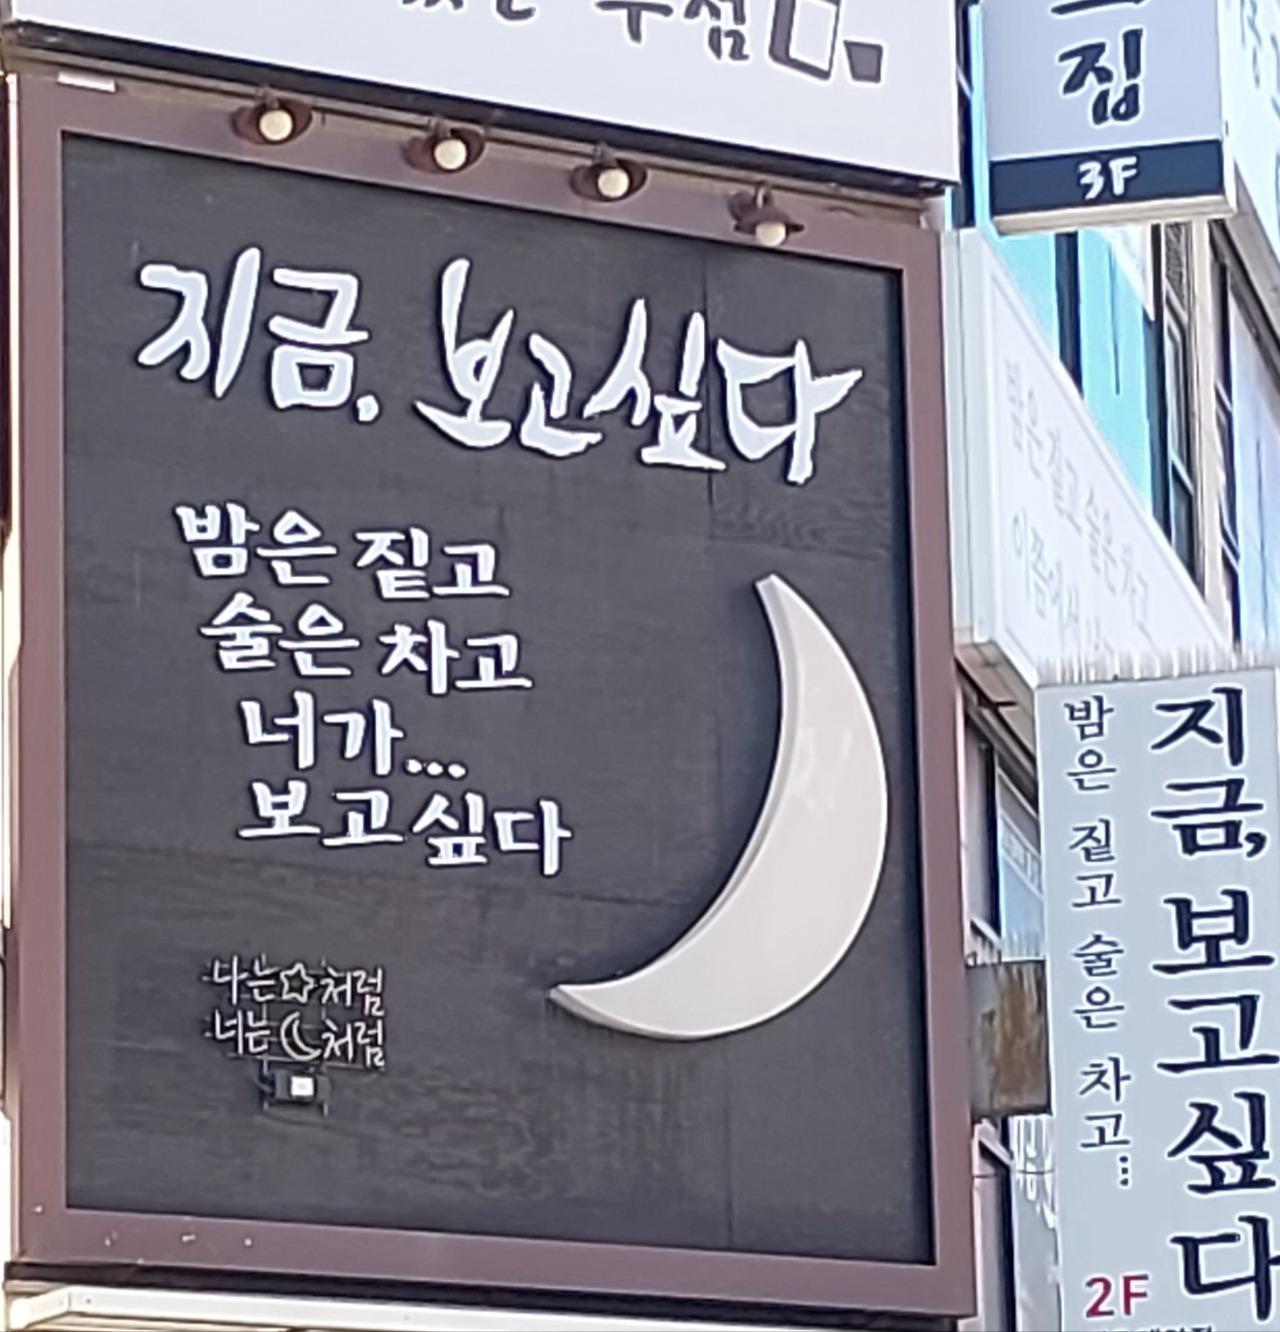 집
3F
지금, 보고싶다
밤은 짙고
술은 차고
너가...
보고싶다
나는☆처럼
너는☾처럼
지금, 보고싶다
밤은 짙고 술은 차고...
2F